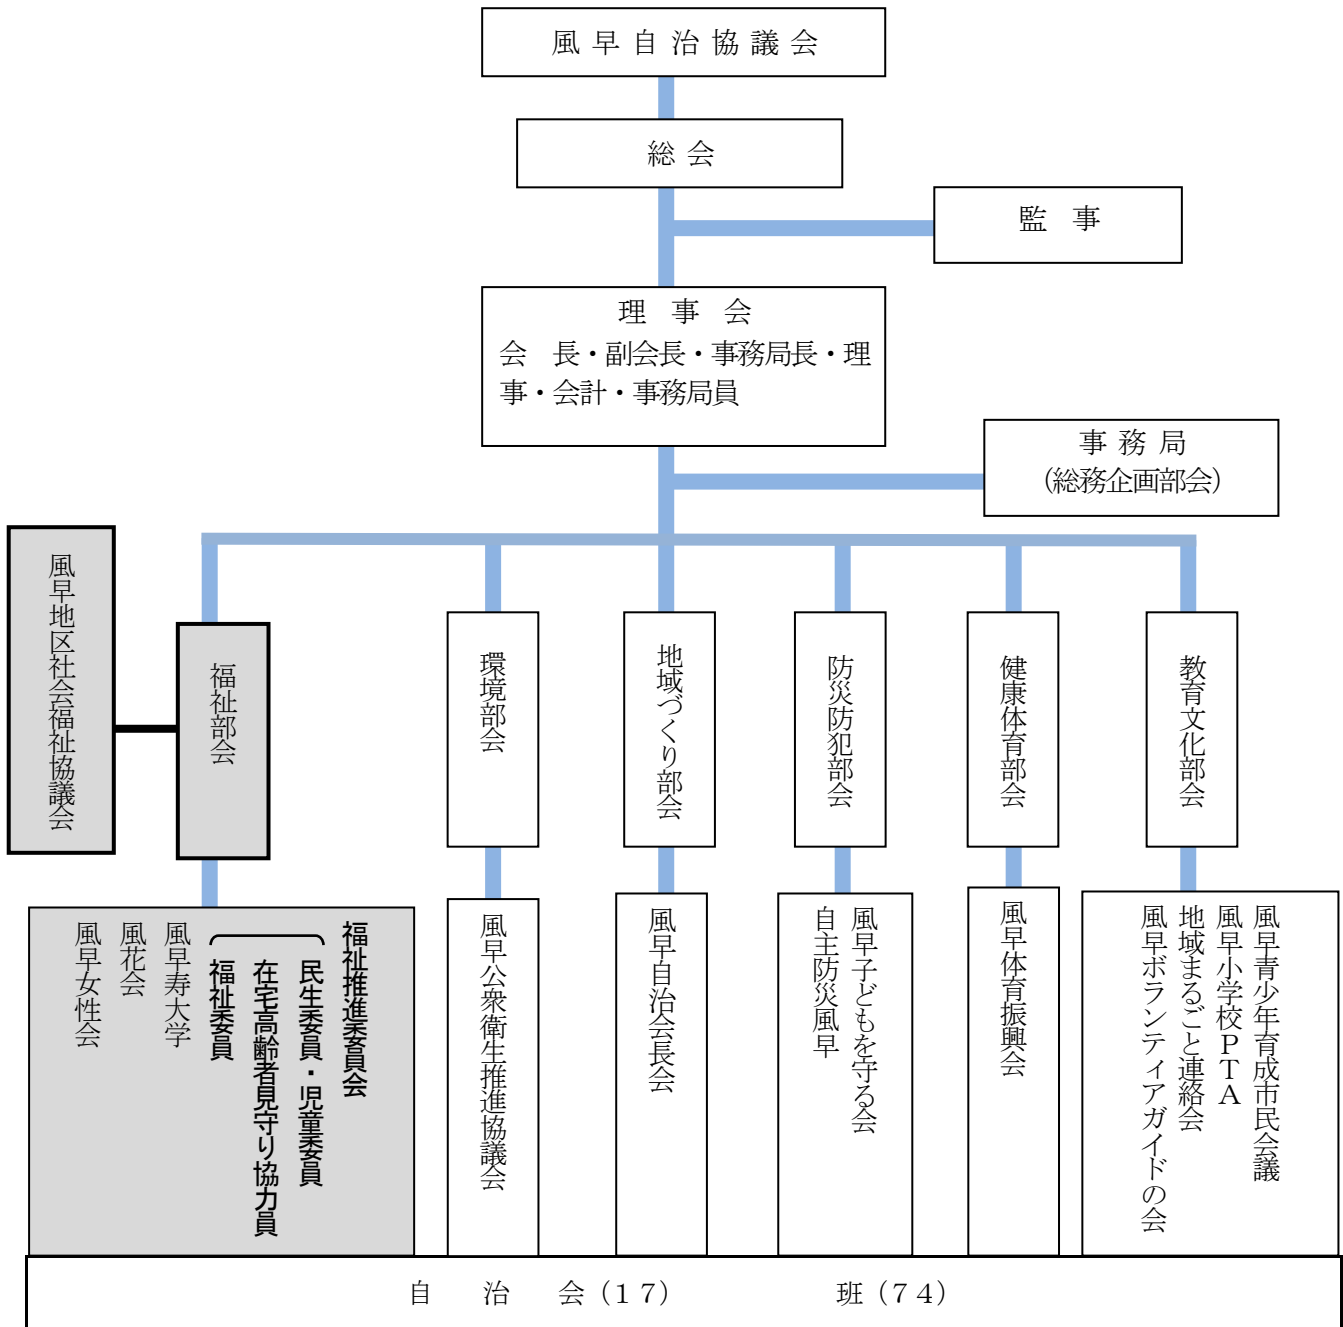 風早自治協議会
総会
監 事
理 事 会
会 長・副会長・事務局長・理
事・会計・事務局員
事務局
(総務企画部会)
風早地区社会福祉協議会
福祉部会
環境部会
地域づくり部会
防災防犯部会
健康体育部会
教育文化部会
福祉推進委員会
民生委員・児童委員
在宅高齢者見守り協力員
福祉委員
風早寿大学
風花会
風早女性会
風早公衆衛生推進協議会
風早自治会長会
風早子どもを守る会
自主防災風早
風早体育振興会
風早青少年育成市民会議
風早小学校PTA
地域まるごと連絡会
風早ボランティアガイドの会
自 治 会(17) 班(74)